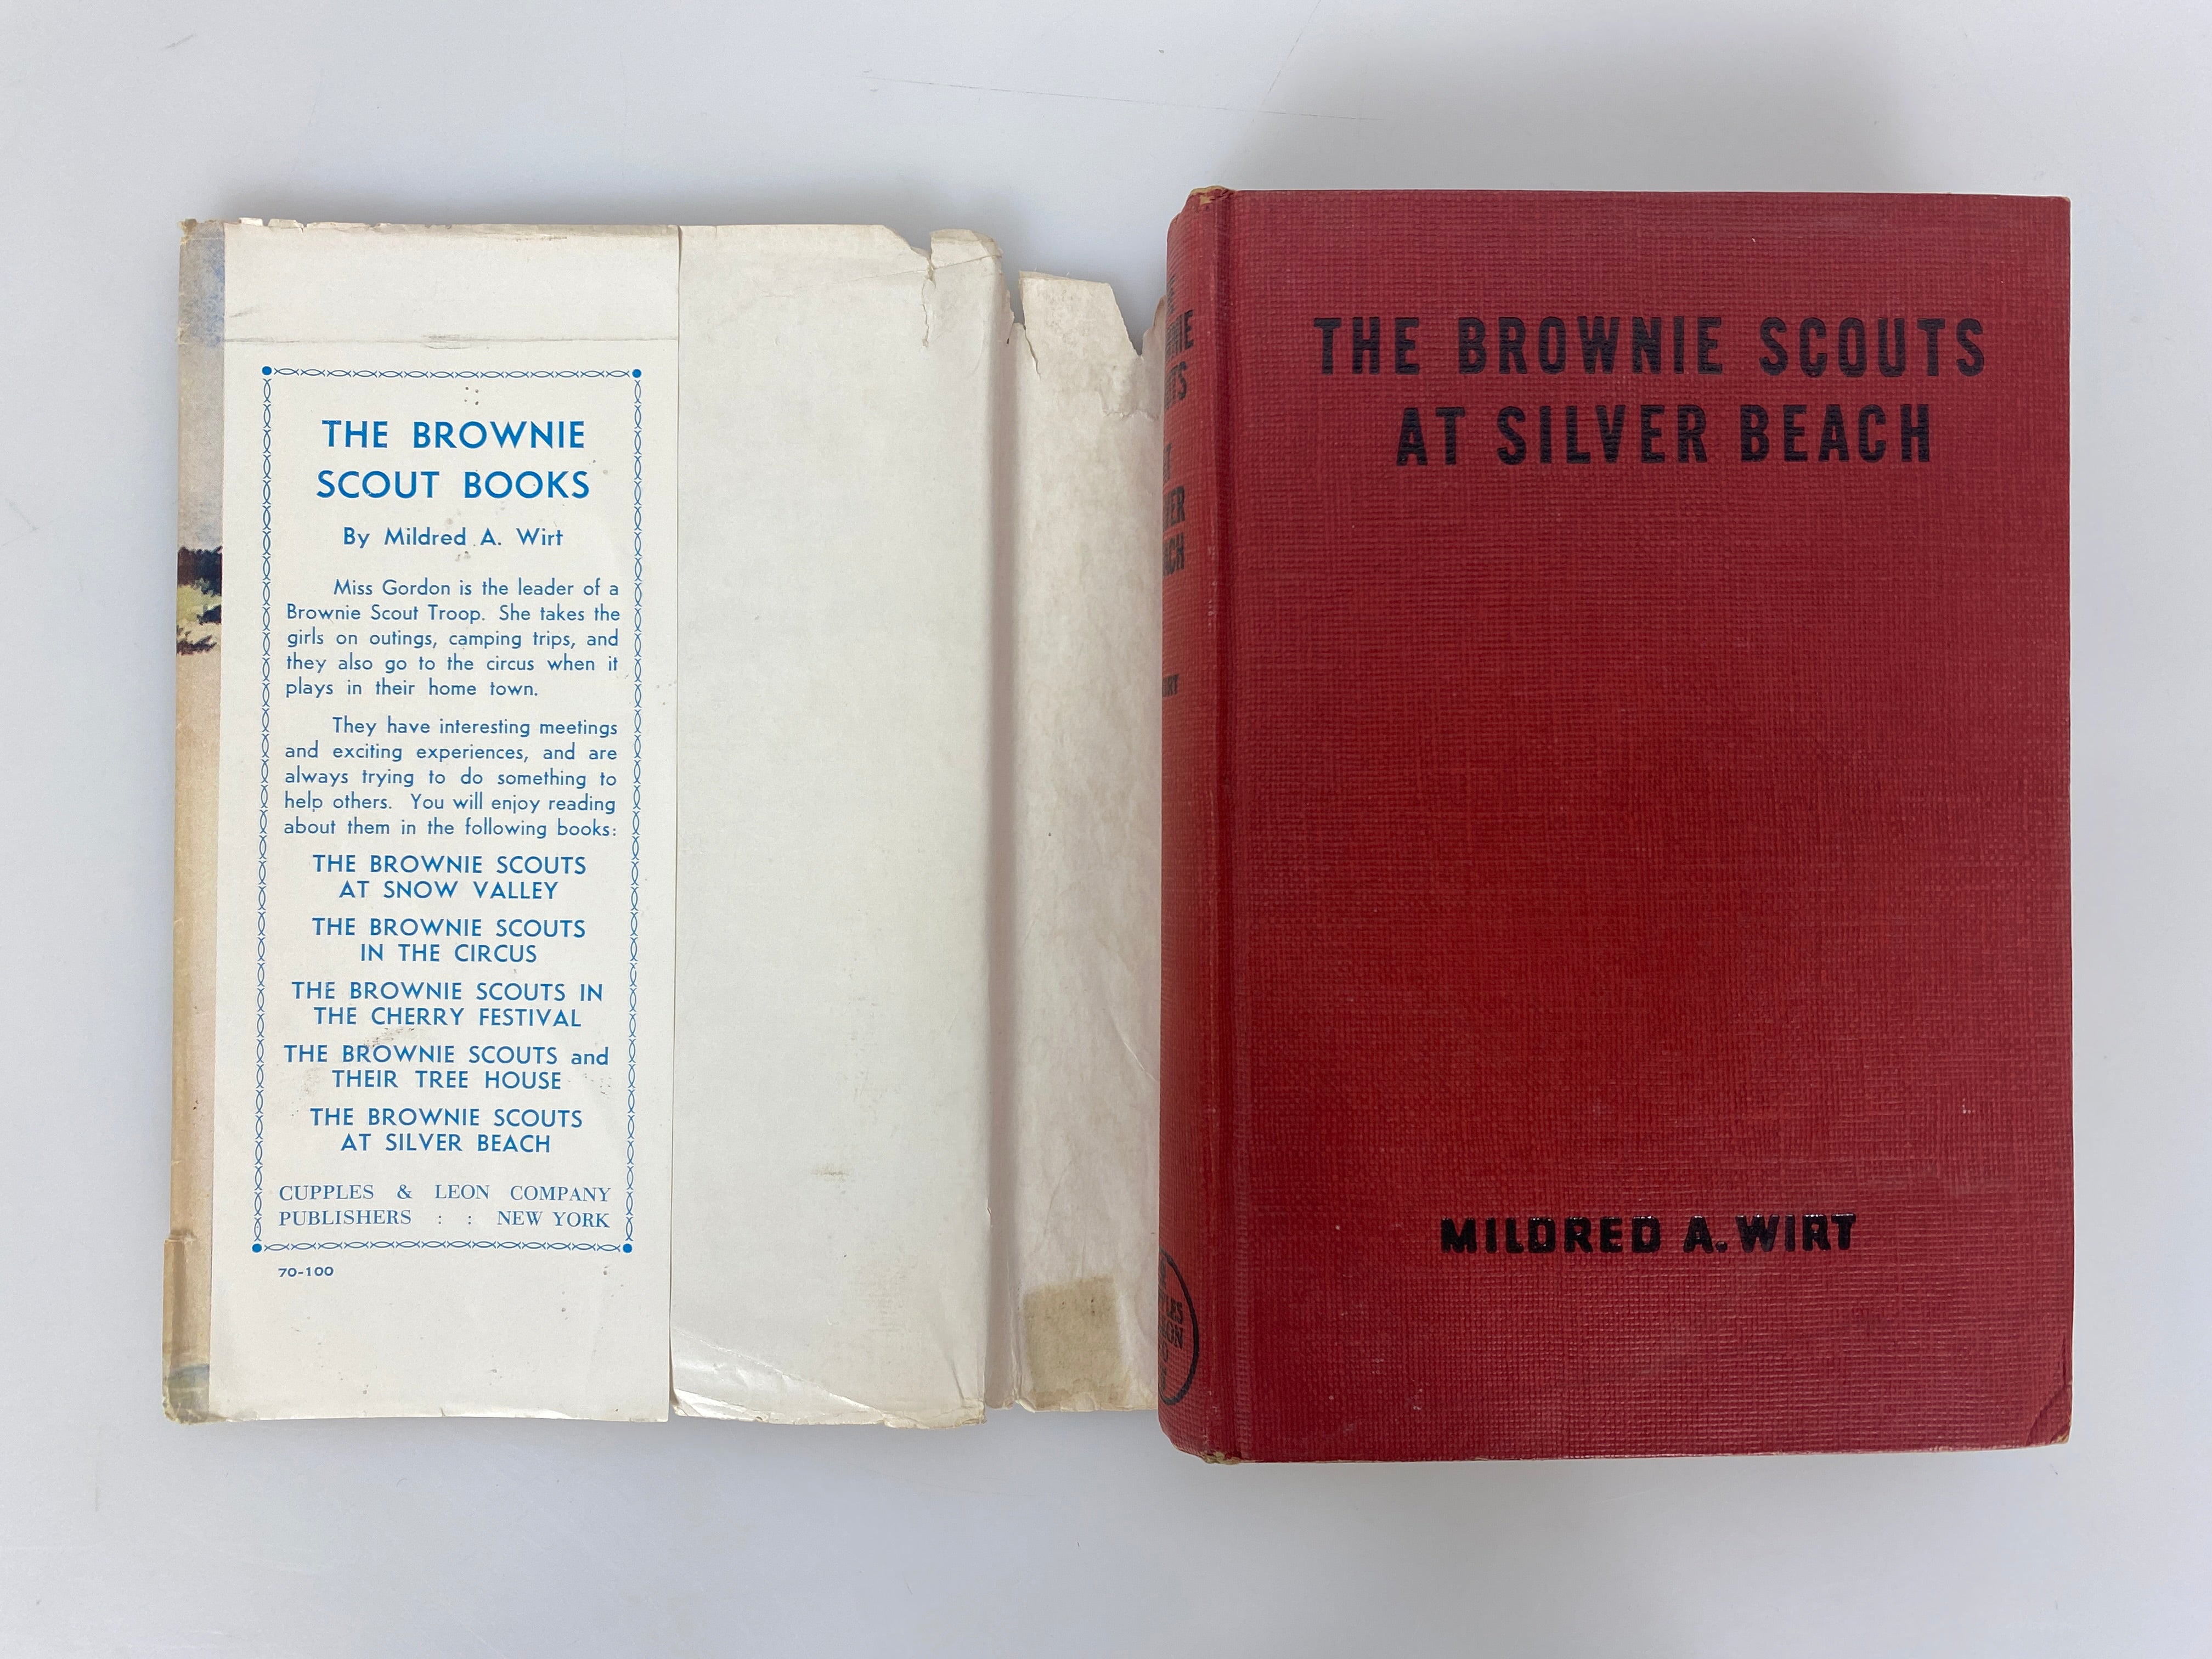 THE BROWNIE
SCOUT BOOKS
By Mildred A. Wirt
Miss Gordon is the leader of a
Brownie Scout Troop. She takes the
girls on outings, camping trips, and
they also go to the circus when it
plays in their home town.
They have interesting meetings
and exciting experiences, and are
always trying to do something to
help others. You will enjoy reading
about them in the following books:
THE BROWNIE SCOUTS
AT SNOW VALLEY
THE BROWNIE SCOUTS
IN THE CIRCUS
THE BROWNIE SCOUTS IN
THE CHERRY FESTIVAL
THE BROWNIE SCOUTS and
THEIR TREE HOUSE
THE BROWNIE SCOUTS
AT SILVER BEACH
CUPPLES & LEON COMPANY
PUBLISHERS : : NEW YORK
70-100
THE BROWNIE SCOUTS
AT SILVER BEACH
MILDRED A. WIRT